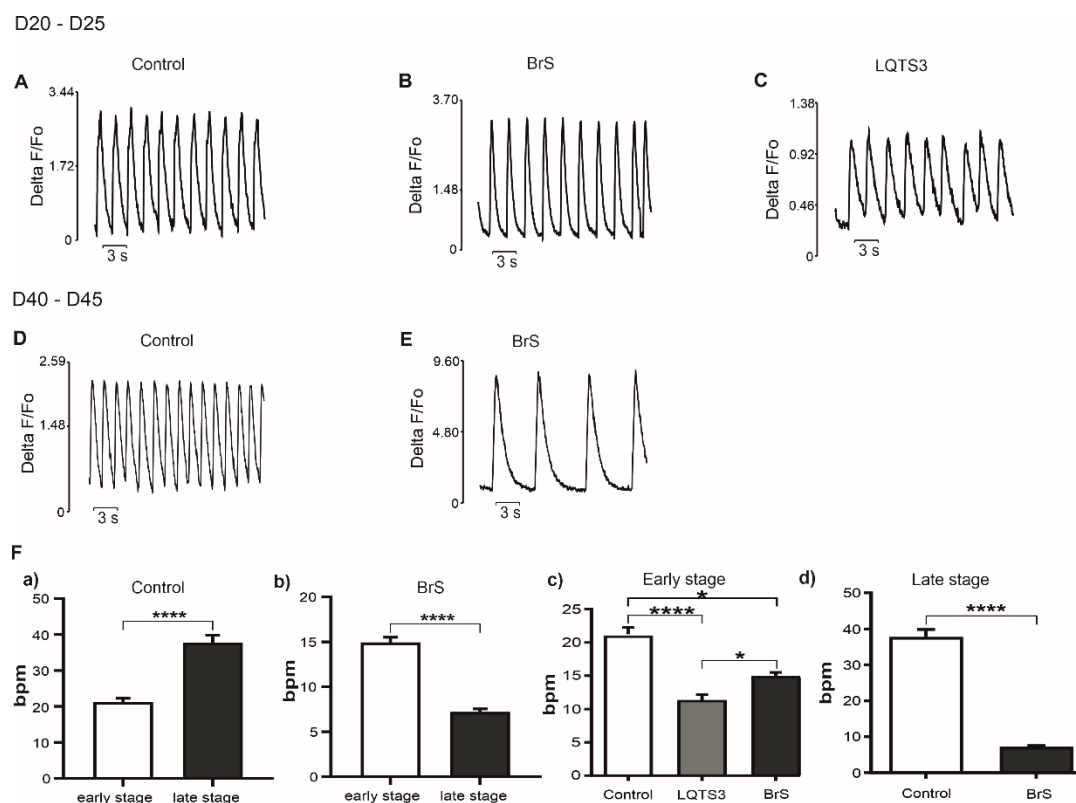 D20 - D25
Control
BrS
LQTS3
A
B
C
3.44
1.72
0
Delta F/Fo
3 s
3.70
1.48
0
Delta F/Fo
3 s
1.38
0.92
0.46
0
Delta F/Fo
3 s
D40 - D45
D
Control
E
BrS
2.59
1.48
0
Delta F/Fo
3 s
9.60
4.80
0
Delta F/Fo
3 s
F
a)
Control
****
50
40
30
20
10
0
bpm
early stage
late stage
b)
BrS
****
20
15
10
5
0
bpm
early stage
late stage
c)
Early stage
*
****
*
25
20
15
10
5
0
bpm
Control
LQTS3
BrS
d)
Late stage
****
50
40
30
20
10
0
bpm
Control
BrS